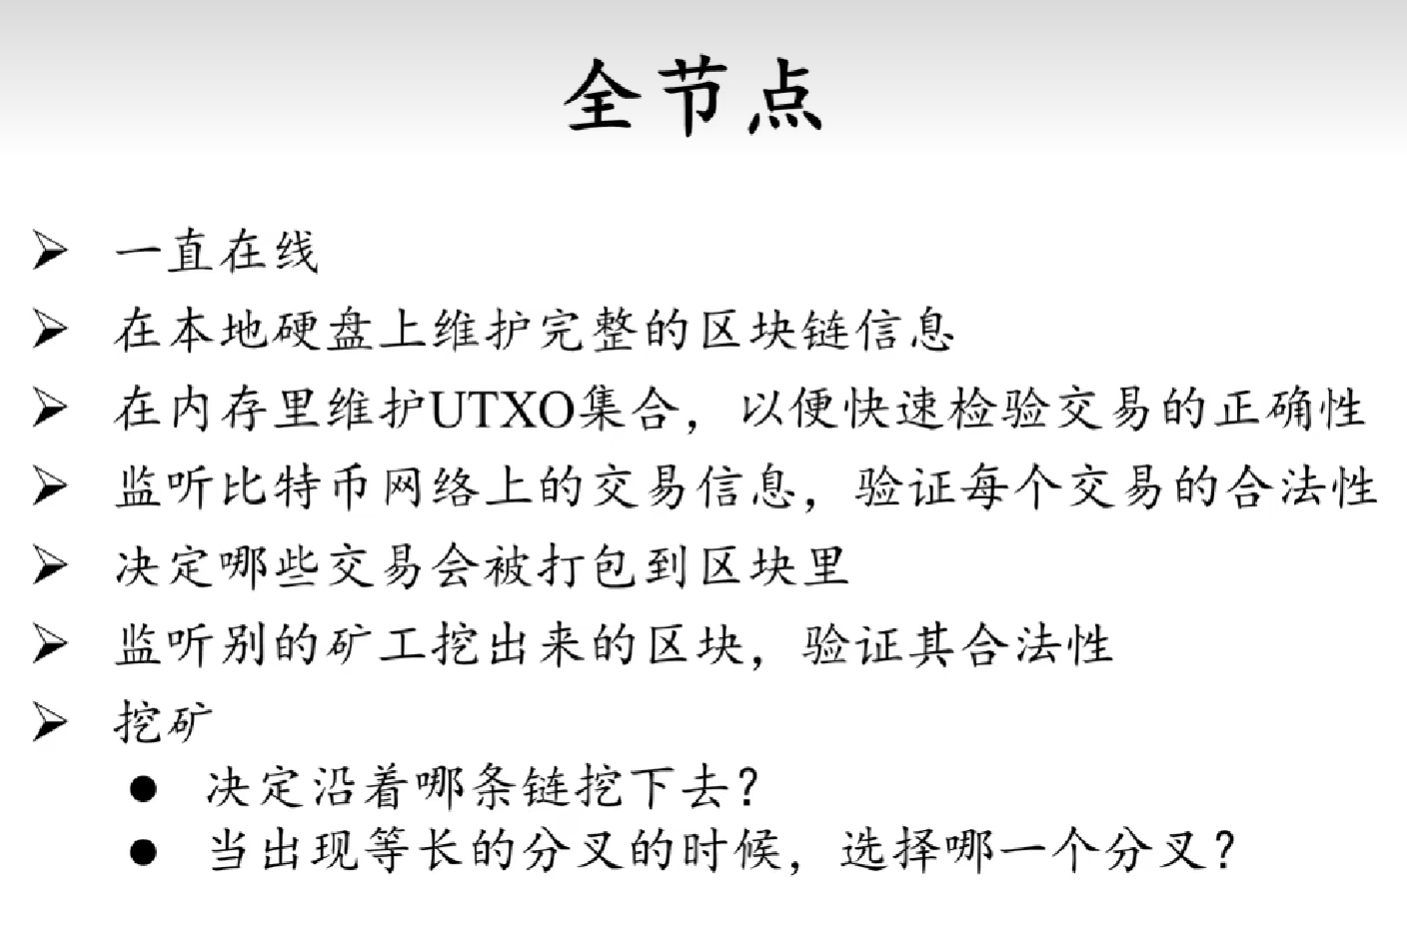 全节点
一直在线
在本地硬盘上维护完整的区块链信息
在内存里维护UTXO集合，以便快速检验交易的正确性
监听比特币网络上的交易信息，验证每个交易的合法性
决定哪些交易会被打包到区块里
监听别的矿工挖出来的区块，验证其合法性
挖矿
决定沿着哪条链挖下去？
当出现等长的分叉的时候，选择哪一个分叉？